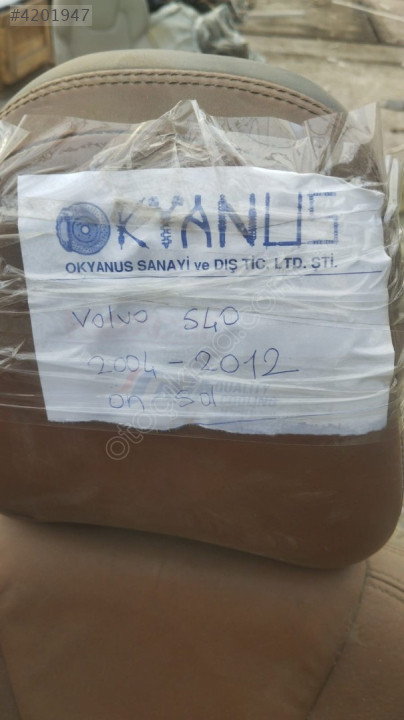 #4201947
OKYANUS
OKYANUS SANAYİ ve DIŞ TİC. LTD. ŞTİ.
Volvo S40
2004-2012
ön Sol